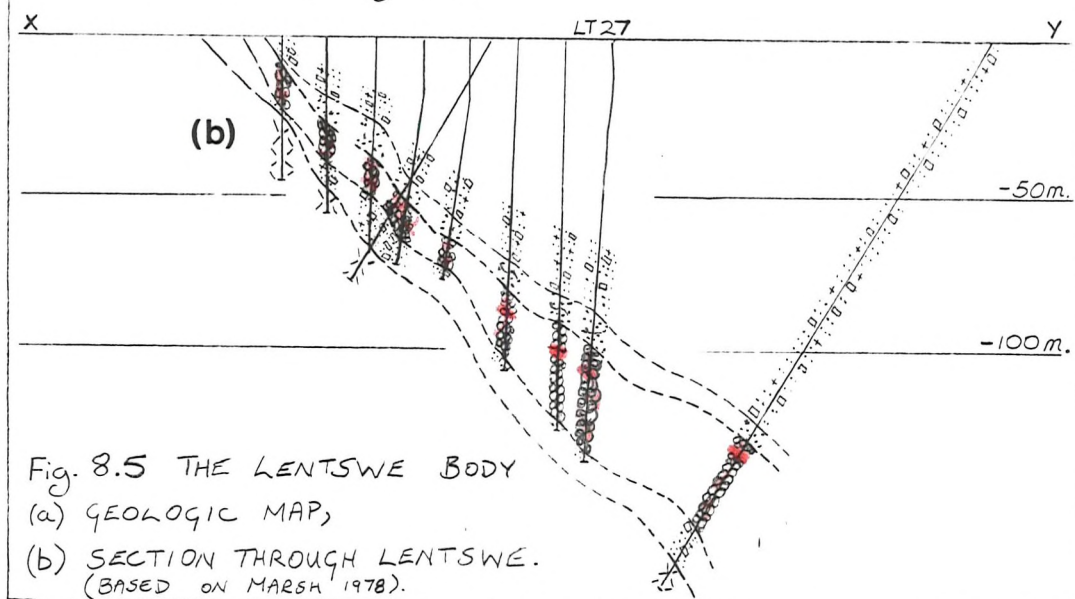 X
LT27
Y
(b)
-50m.
-100m.
Fig. 8.5 THE LENTSWE BODY
(a) GEOLOGIC MAP,
(b) SECTION THROUGH LENTSWE.
(BASED ON MARSH 1978).